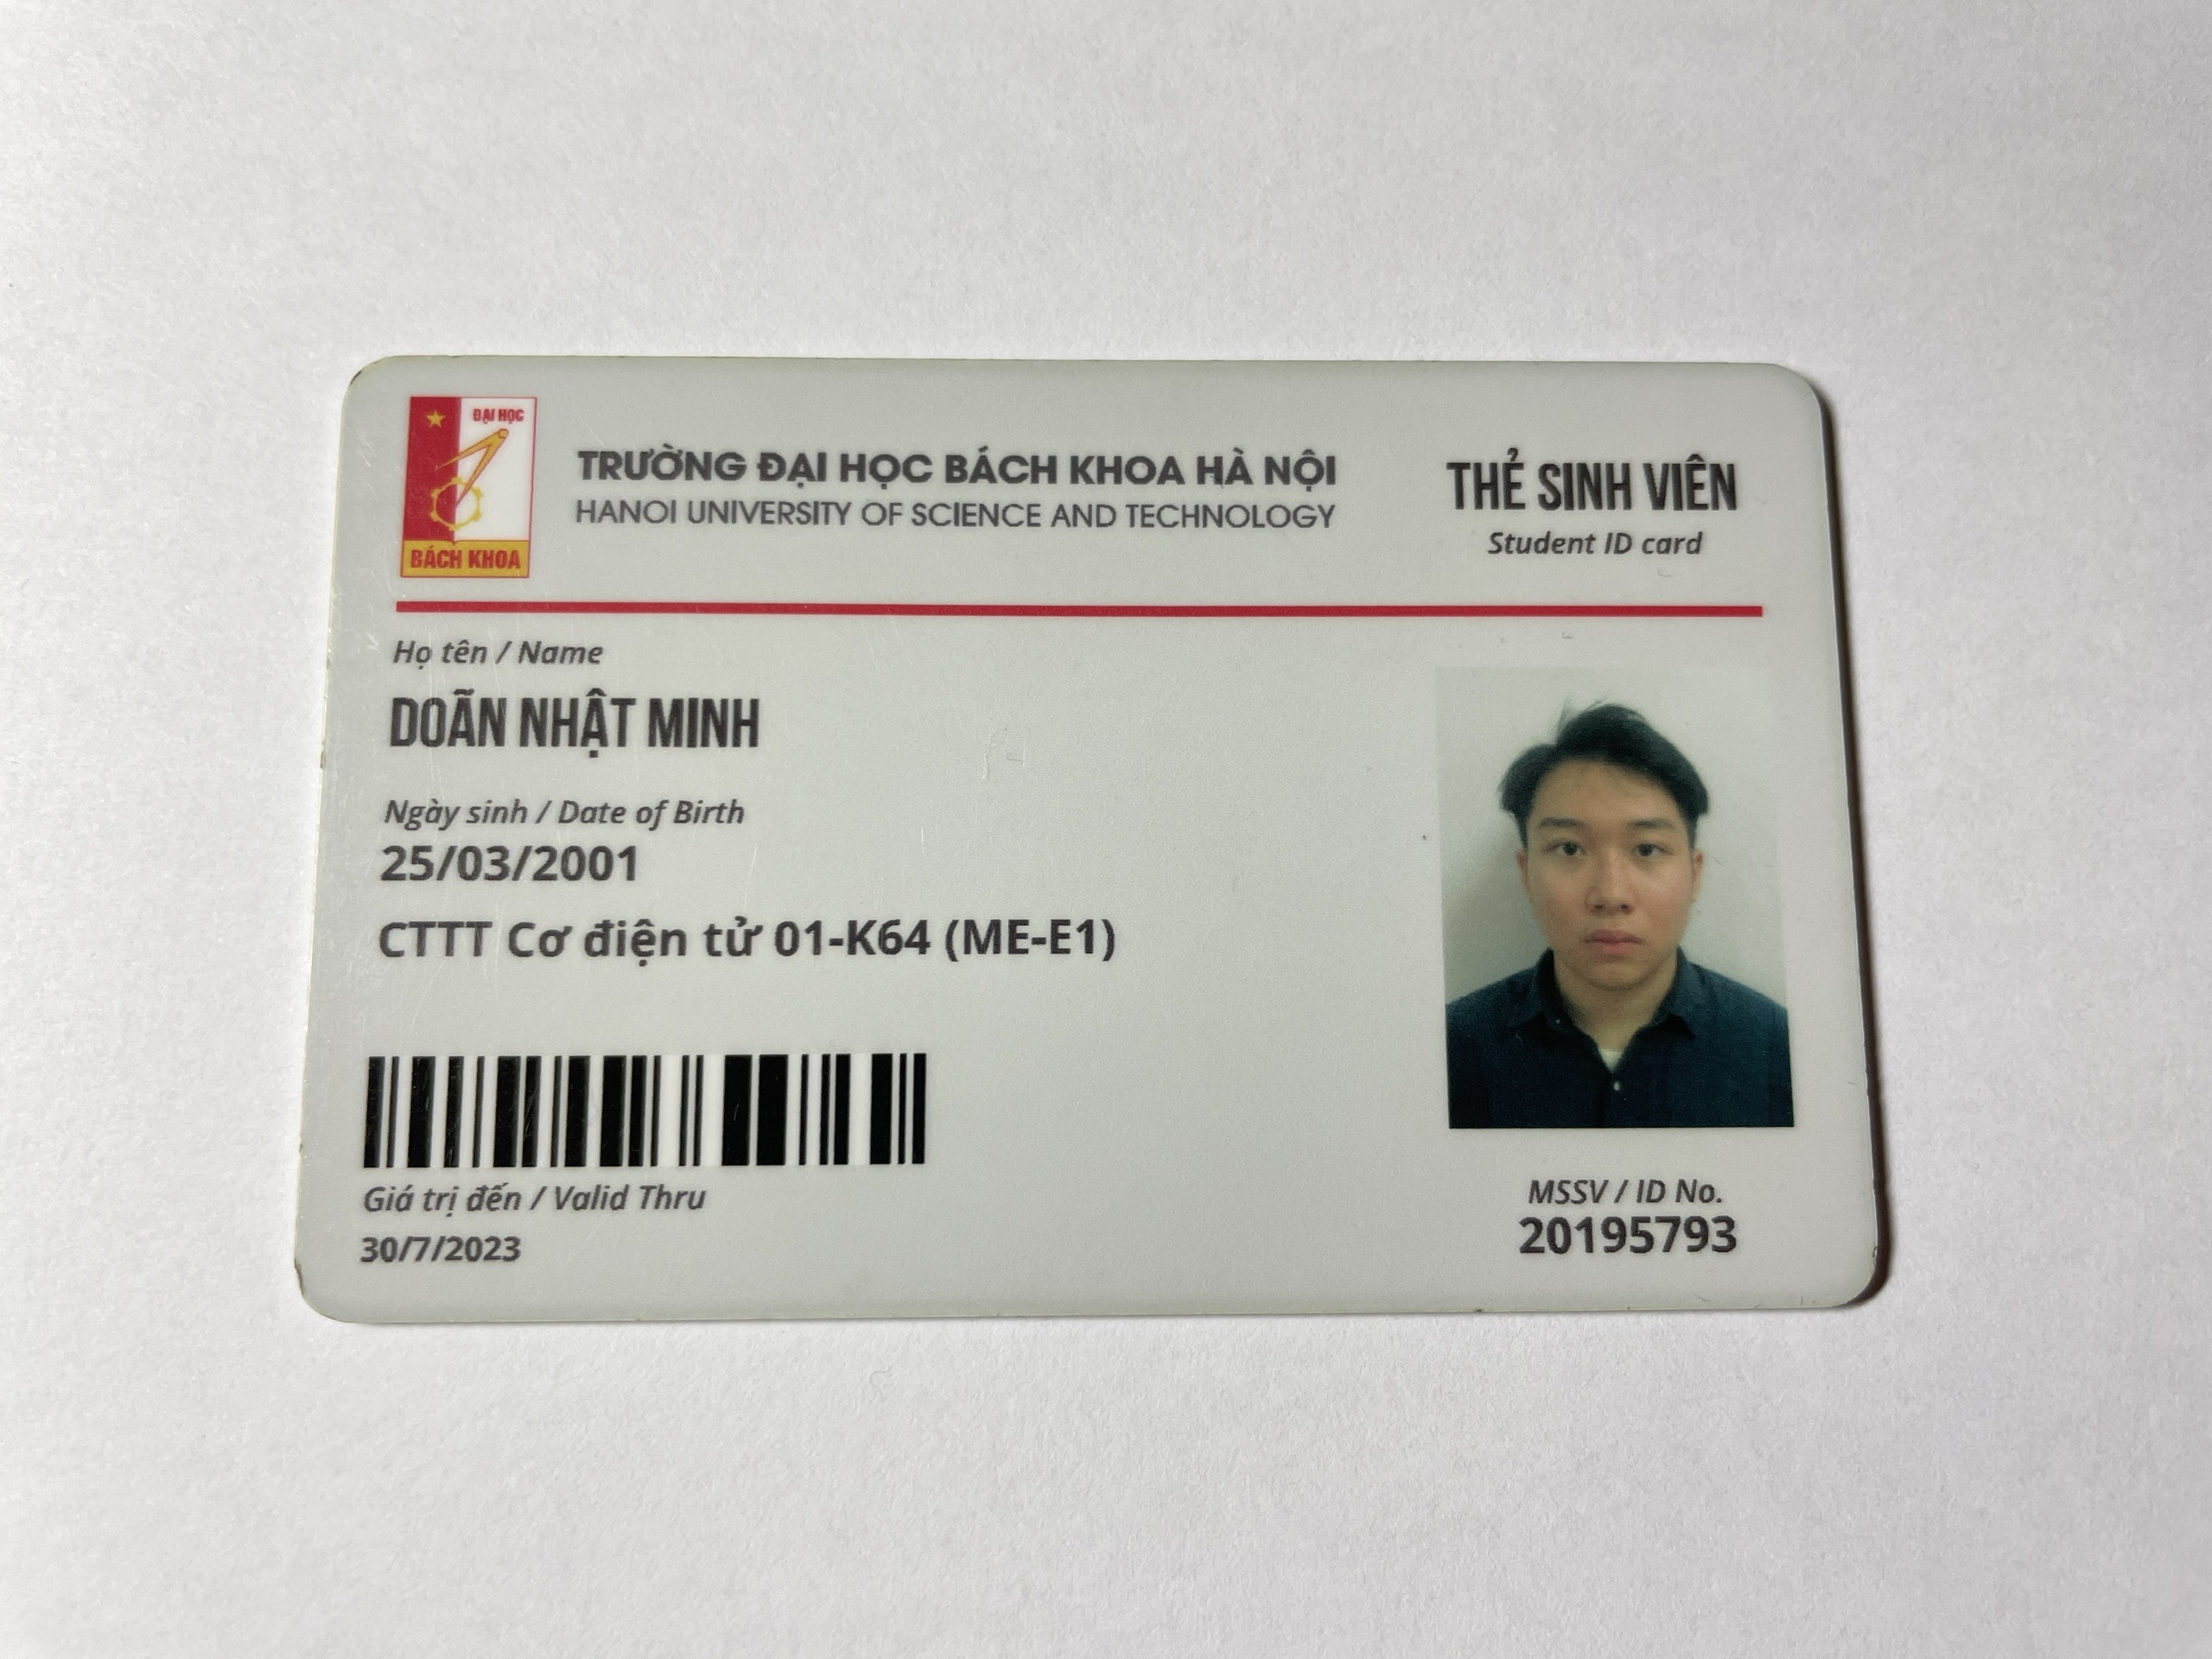 ĐẠI HỌC
BÁCH KHOA
TRƯỜNG ĐẠI HỌC BÁCH KHOA HÀ NỘI
HANOI UNIVERSITY OF SCIENCE AND TECHNOLOGY
THẺ SINH VIÊN
Student ID card
Họ tên / Name
DOÃN NHẬT MINH
Ngày sinh / Date of Birth
25/03/2001
CTTT Cơ điện tử 01-K64 (ME-E1)
Giá trị đến / Valid Thru
30/7/2023
MSSV / ID No.
20195793